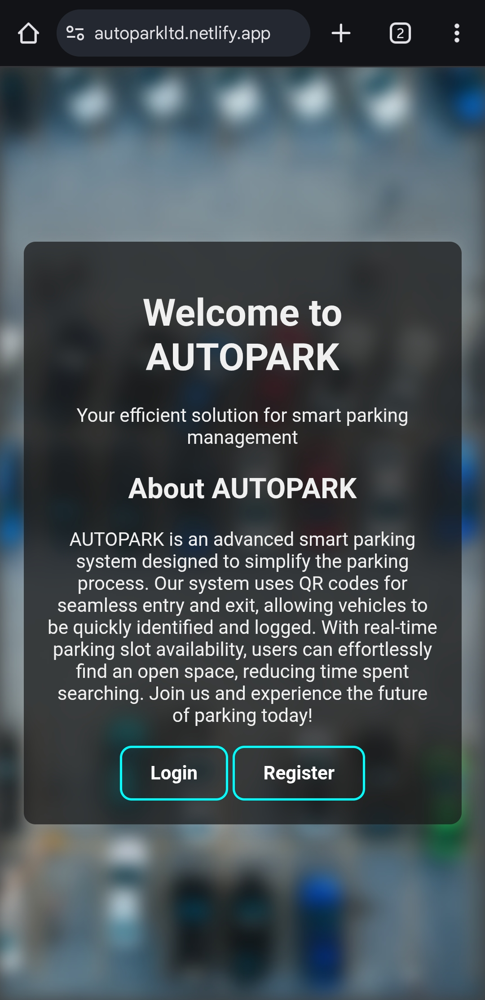 autoparkltd.netlify.app
2
Welcome to
AUTOPARK
Your efficient solution for smart parking
management
About AUTOPARK
AUTOPARK is an advanced smart parking
system designed to simplify the parking
process. Our system uses QR codes for
seamless entry and exit, allowing vehicles to
be quickly identified and logged. With real-time
parking slot availability, users can effortlessly
find an open space, reducing time spent
searching. Join us and experience the future
of parking today!
Login
Register